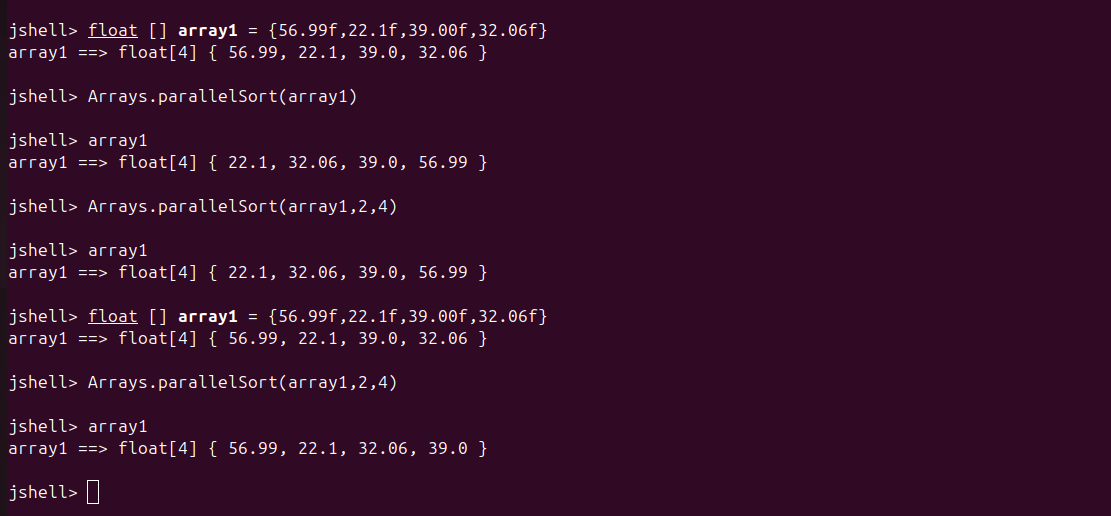 jshell> float [] array1 = {56.99f,22.1f,39.00f,32.06f}
array1 ==> float[4] { 56.99, 22.1, 39.0, 32.06 }
jshell> Arrays.parallelSort(array1)
jshell> array1
array1 ==> float[4] { 22.1, 32.06, 39.0, 56.99 }
jshell> Arrays.parallelSort(array1,2,4)
jshell> array1
array1 ==> float[4] { 22.1, 32.06, 39.0, 56.99 }
jshell> float [] array1 = {56.99f,22.1f,39.00f,32.06f}
array1 ==> float[4] { 56.99, 22.1, 39.0, 32.06 }
jshell> Arrays.parallelSort(array1,2,4)
jshell> array1
array1 ==> float[4] { 56.99, 22.1, 32.06, 39.0 }
jshell>